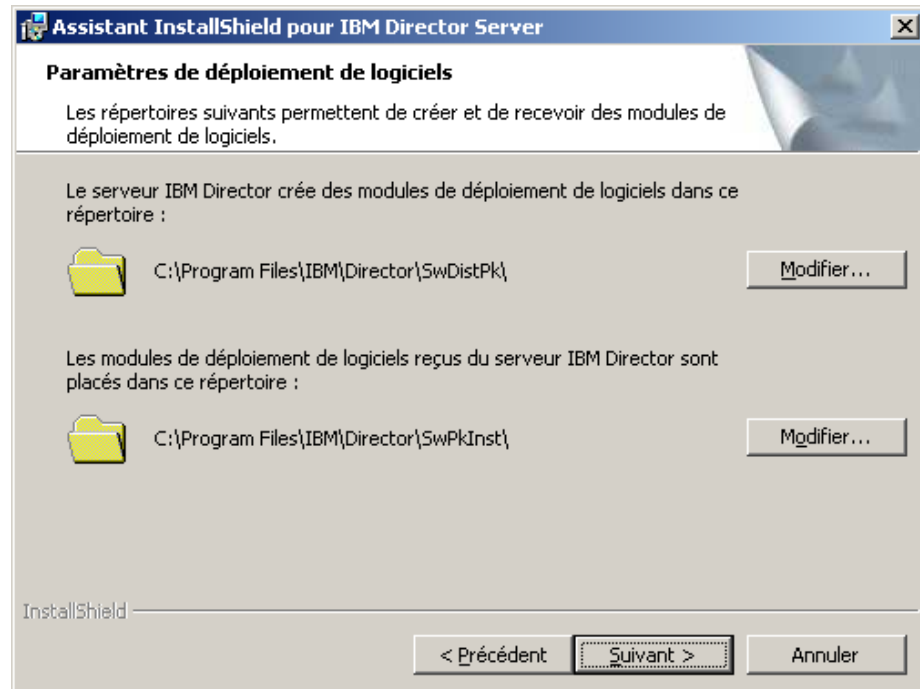 Assistant InstallShield pour IBM Director Server
Paramètres de déploiement de logiciels
Les répertoires suivants permettent de créer et de recevoir des modules de
déploiement de logiciels.
Le serveur IBM Director crée des modules de déploiement de logiciels dans ce
répertoire :
C:\Program Files\IBM\Director\SwDistPk\
Modifier...
Les modules de déploiement de logiciels reçus du serveur IBM Director sont
placés dans ce répertoire :
C:\Program Files\IBM\Director\SwPkInst\
Modifier...
InstallShield
< Précédent
Suivant >
Annuler